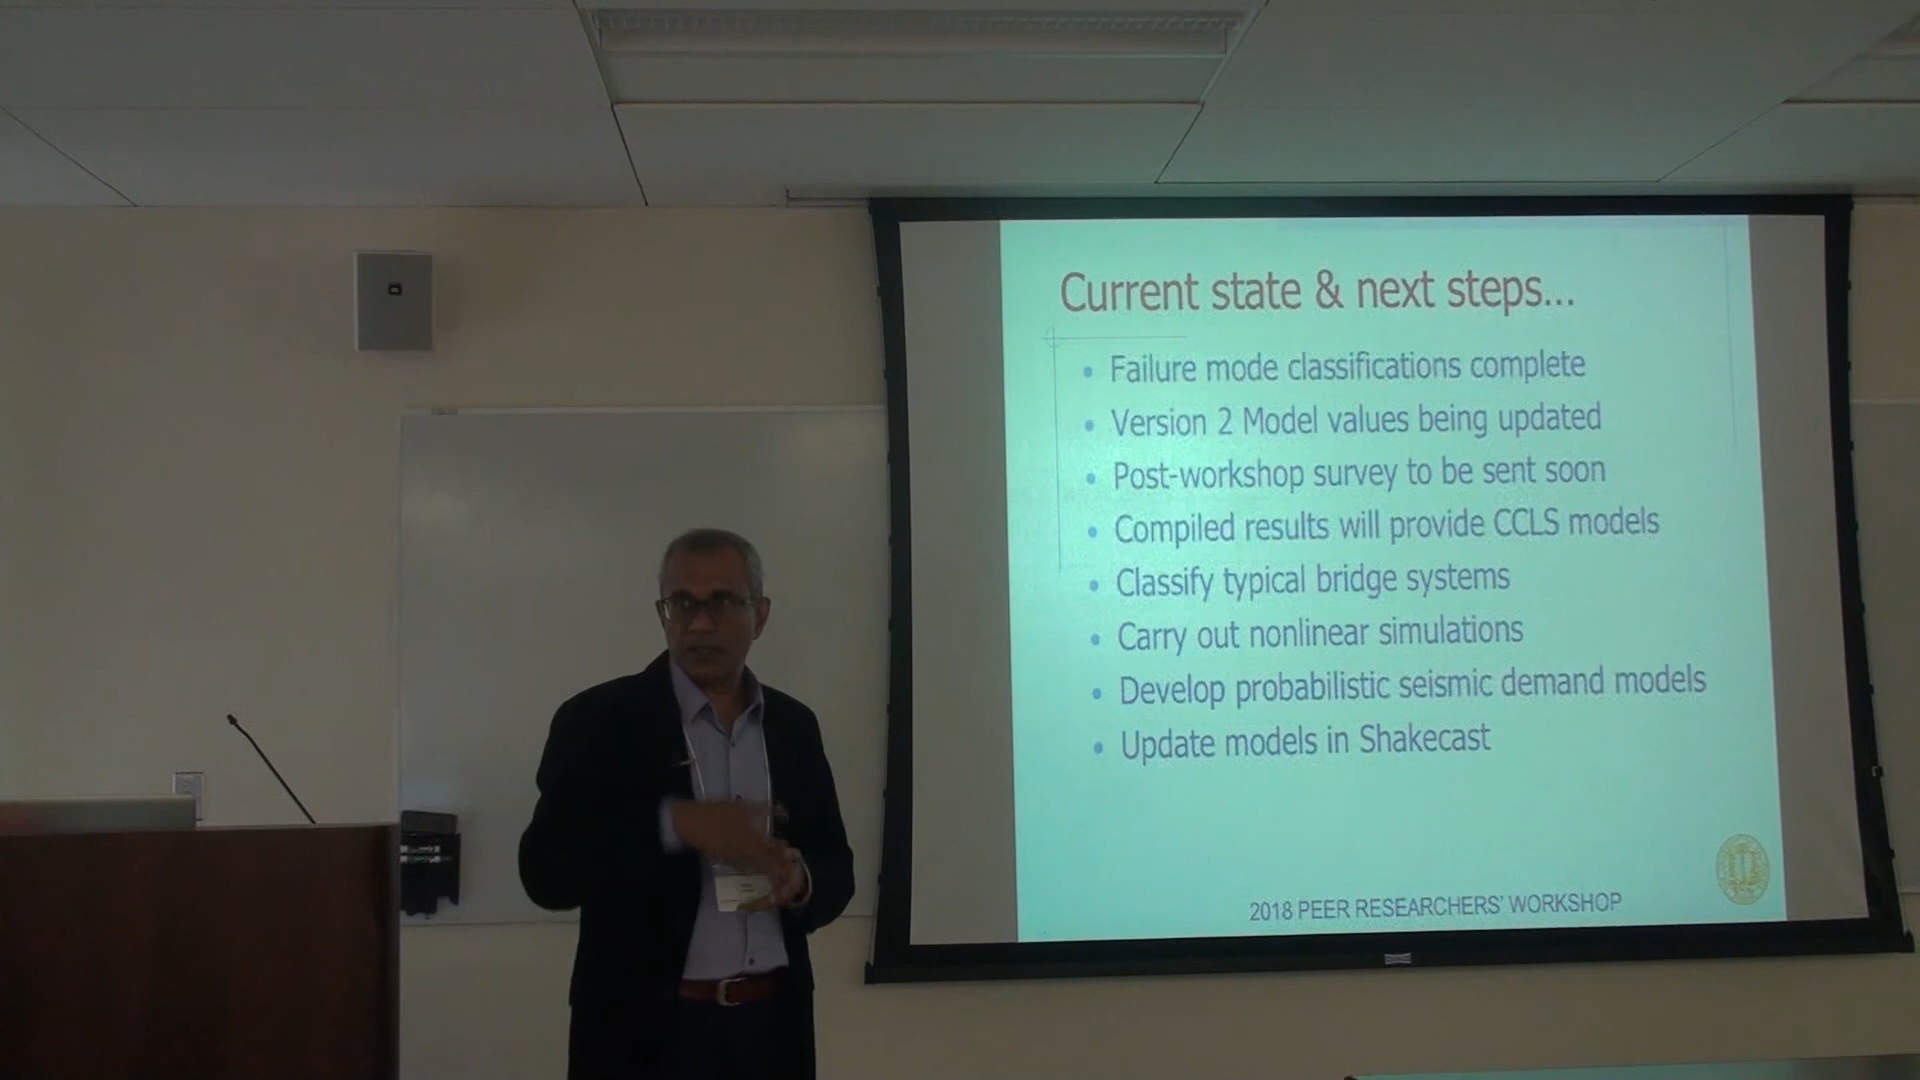 Current state & next steps...
• Failure mode classifications complete
• Version 2 Model values being updated
• Post-workshop survey to be sent soon
• Compiled results will provide CCLS models
• Classify typical bridge systems
• Carry out nonlinear simulations
• Develop probabilistic seismic demand models
• Update models in Shakecast
2018 PEER RESEARCHERS' WORKSHOP